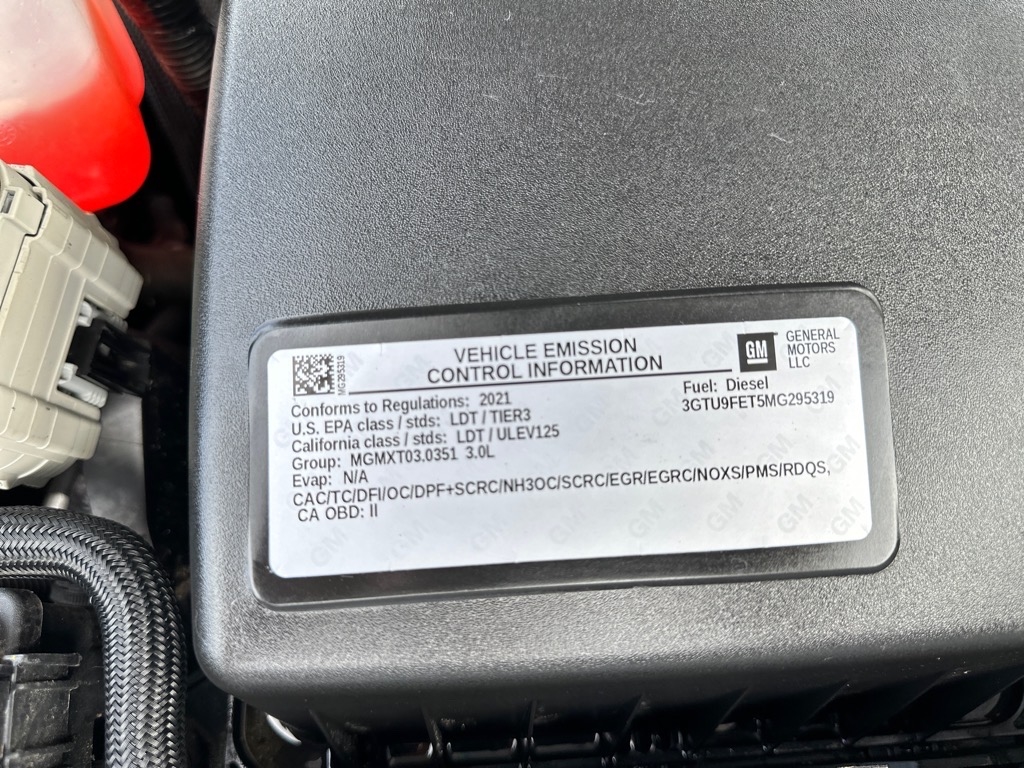 MG295319
VEHICLE EMISSION
CONTROL INFORMATION
GM
GENERAL
MOTORS
LLC
Conforms to Regulations: 2021
U.S. EPA class / stds: LDT / TIER3
California class / stds: LDT / ULEV125
Group: MGMXT03.0351 3.0L
Evap: N/A
Fuel: Diesel
3GTU9FET5MG295319
CAC/TC/DFI/OC/DPF+SCRC/NH3OC/SCRC/EGR/EGRC/NOXS/PMS/RDQS,
CA OBD: II